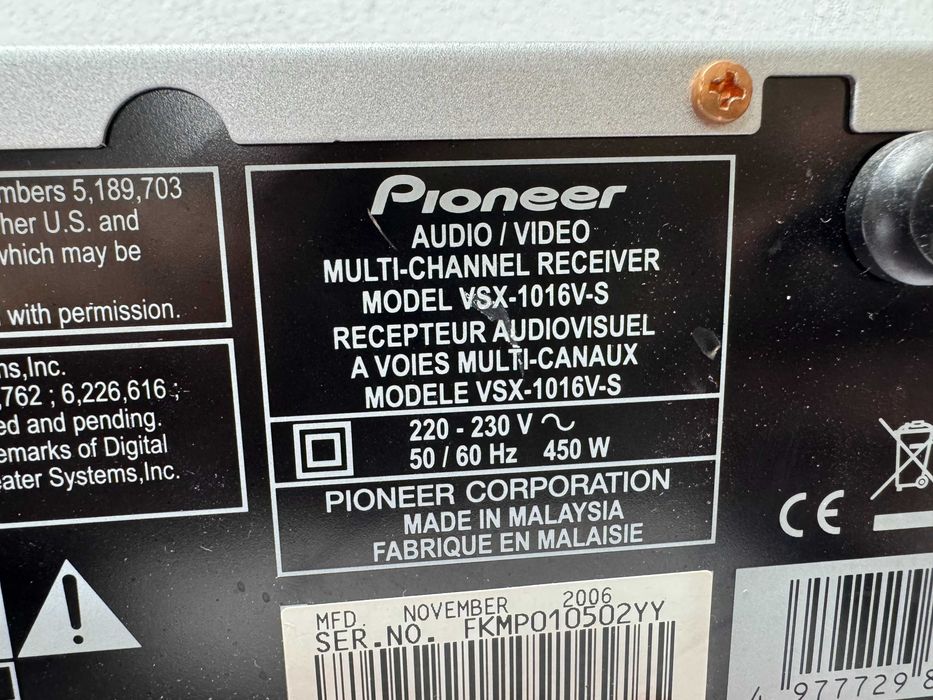 mbers 5,189,703
her U.S. and
which may be
with permission.
ns,Inc.
,762 ; 6,226,616 ;
ed and pending.
emarks of Digital
eater Systems,Inc.
Pioneer
AUDIO / VIDEO
MULTI-CHANNEL RECEIVER
MODEL VSX-1016V-S
RECEPTEUR AUDIOVISUEL
A VOIES MULTI-CANAUX
MODELE VSX-1016V-S
220 - 230 V ~
50 / 60 Hz 450 W
PIONEER CORPORATION
MADE IN MALAYSIA
FABRIQUE EN MALAISIE
CE
MFD. NOVEMBER 2006
SER.NO. FKMP010502YY
4 977729 8